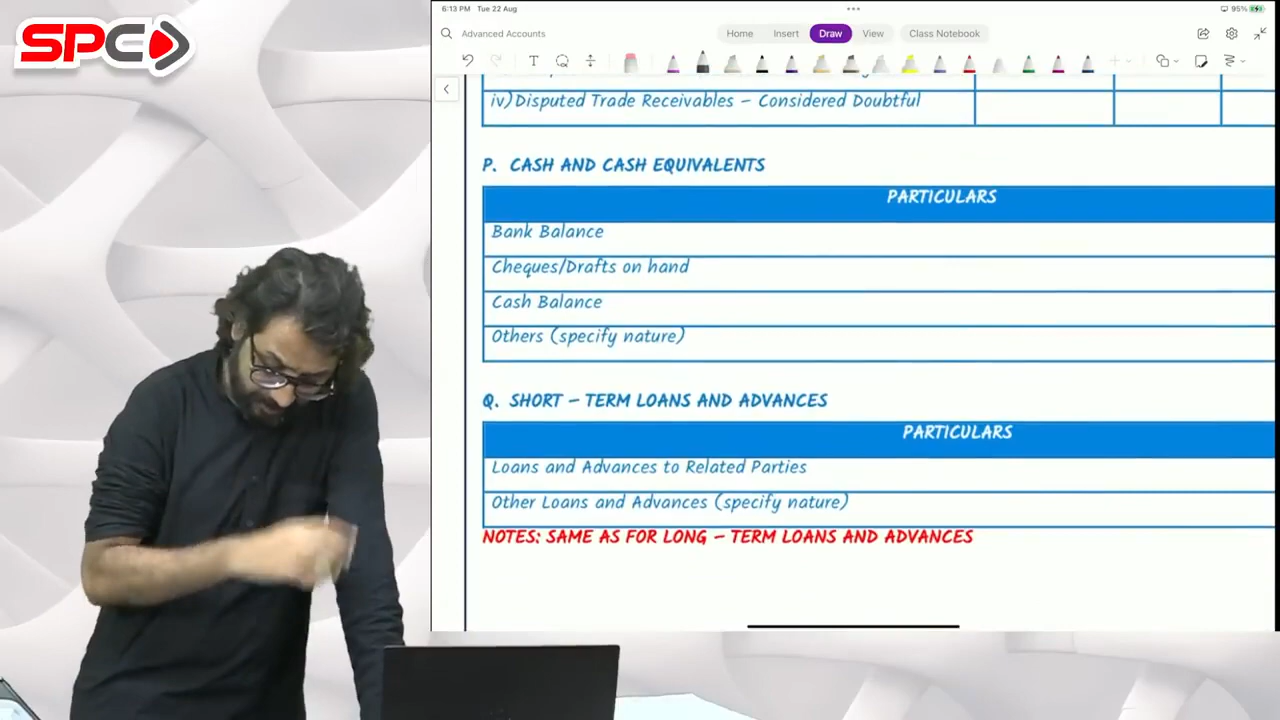 SPC
6:13 PM Tue 22 Aug
95%
Advanced Accounts
Home Insert Draw View Class Notebook
iv) Disputed Trade Receivables – Considered Doubtful
P. CASH AND CASH EQUIVALENTS
PARTICULARS
Bank Balance
Cheques/Drafts on hand
Cash Balance
Others (specify nature)
Q. SHORT – TERM LOANS AND ADVANCES
PARTICULARS
Loans and Advances to Related Parties
Other Loans and Advances (specify nature)
NOTES: SAME AS FOR LONG – TERM LOANS AND ADVANCES